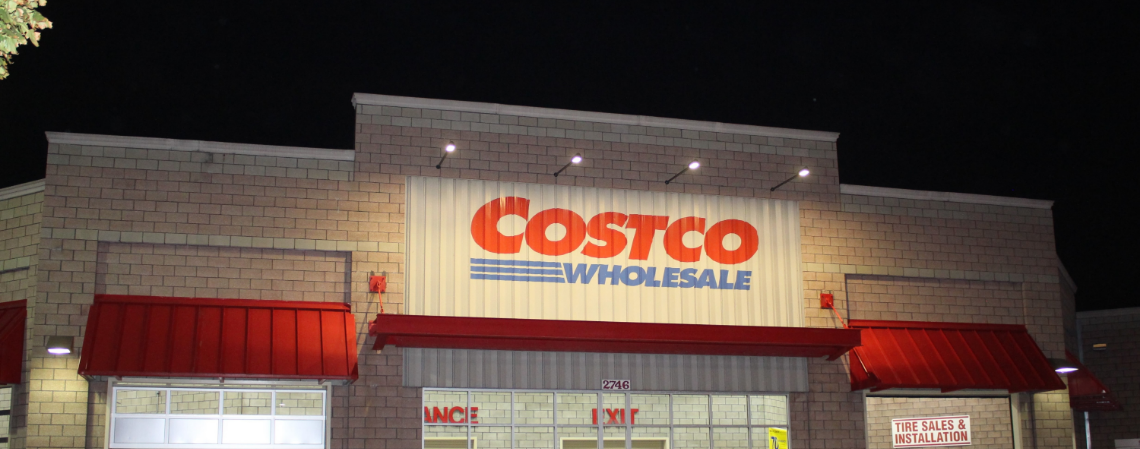 COSTCO
WHOLESALE
2746
ANCE EXIT
TIRE SALES &
INSTALLATION